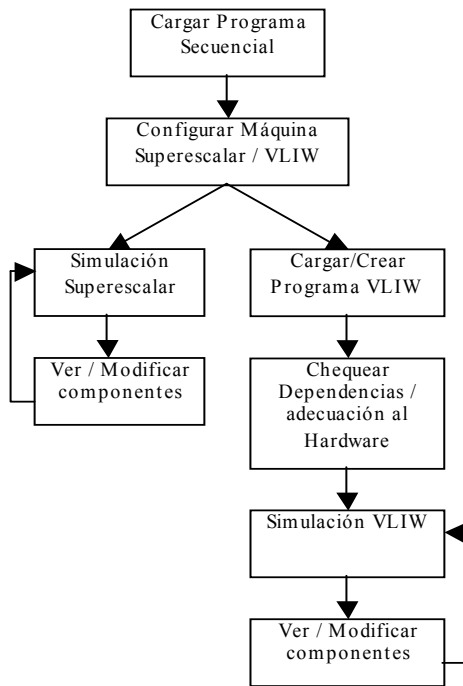 Cargar Programa
Secuencial
Configurar Máquina
Superescalar / VLIW
Simulación
Superescalar
Ver / Modificar
componentes
Cargar/Crear
Programa VLIW
Chequear
Dependencias /
adecuación al
Hardware
Simulación VLIW
Ver / Modificar
componentes